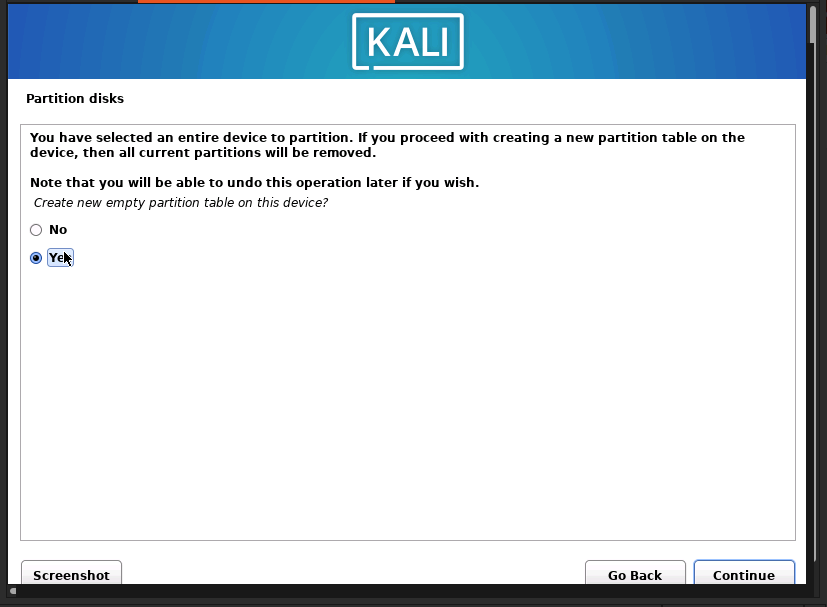 KALI
Partition disks
You have selected an entire device to partition. If you proceed with creating a new partition table on the
device, then all current partitions will be removed.
Note that you will be able to undo this operation later if you wish.
Create new empty partition table on this device?
No
Yes
Screenshot
Go Back
Continue